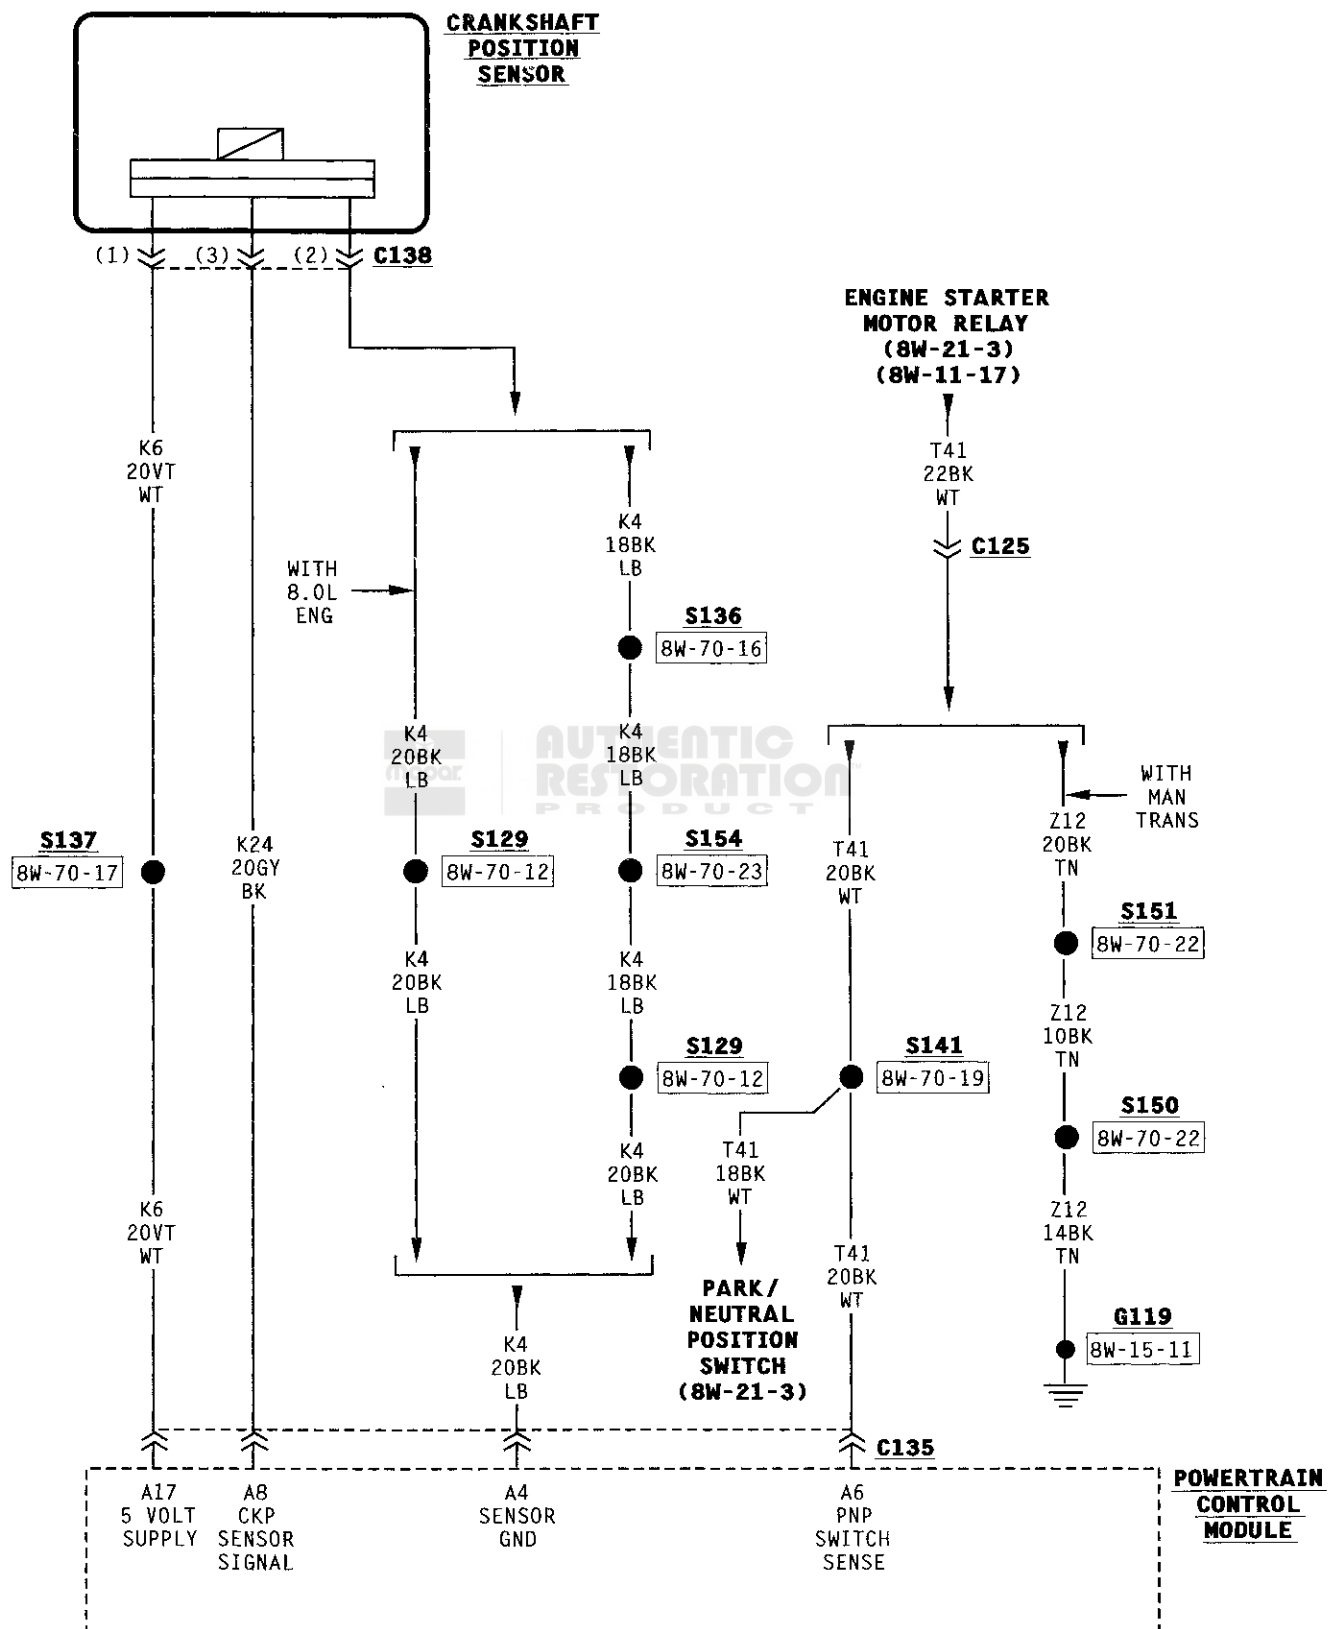 CRANKSHAFT
POSITION
SENSOR
(1)
(3)
(2)
C138
ENGINE STARTER
MOTOR RELAY
(8W-21-3)
(8W-11-17)
K6
20VT
WT
T41
22BK
WT
K4
18BK
LB
C125
WITH
8.0L
ENG
S136
8W-70-16
K4
20BK
LB
K4
18BK
LB
mopar
AUTHENTIC
RESTORATION
PRODUCT
WITH
MAN
TRANS
S137
8W-70-17
K24
20GY
BK
S129
8W-70-12
S154
8W-70-23
T41
20BK
WT
Z12
20BK
TN
S151
8W-70-22
K4
20BK
LB
K4
18BK
LB
Z12
10BK
TN
S129
8W-70-12
S141
8W-70-19
S150
8W-70-22
K6
20VT
WT
K4
20BK
LB
T41
18BK
WT
T41
20BK
WT
Z12
14BK
TN
PARK/
NEUTRAL
POSITION
SWITCH
(8W-21-3)
G119
8W-15-11
K4
20BK
LB
C135
A17
5 VOLT
SUPPLY
A8
CKP
SENSOR
SIGNAL
A4
SENSOR
GND
A6
PNP
SWITCH
SENSE
POWERTRAIN
CONTROL
MODULE